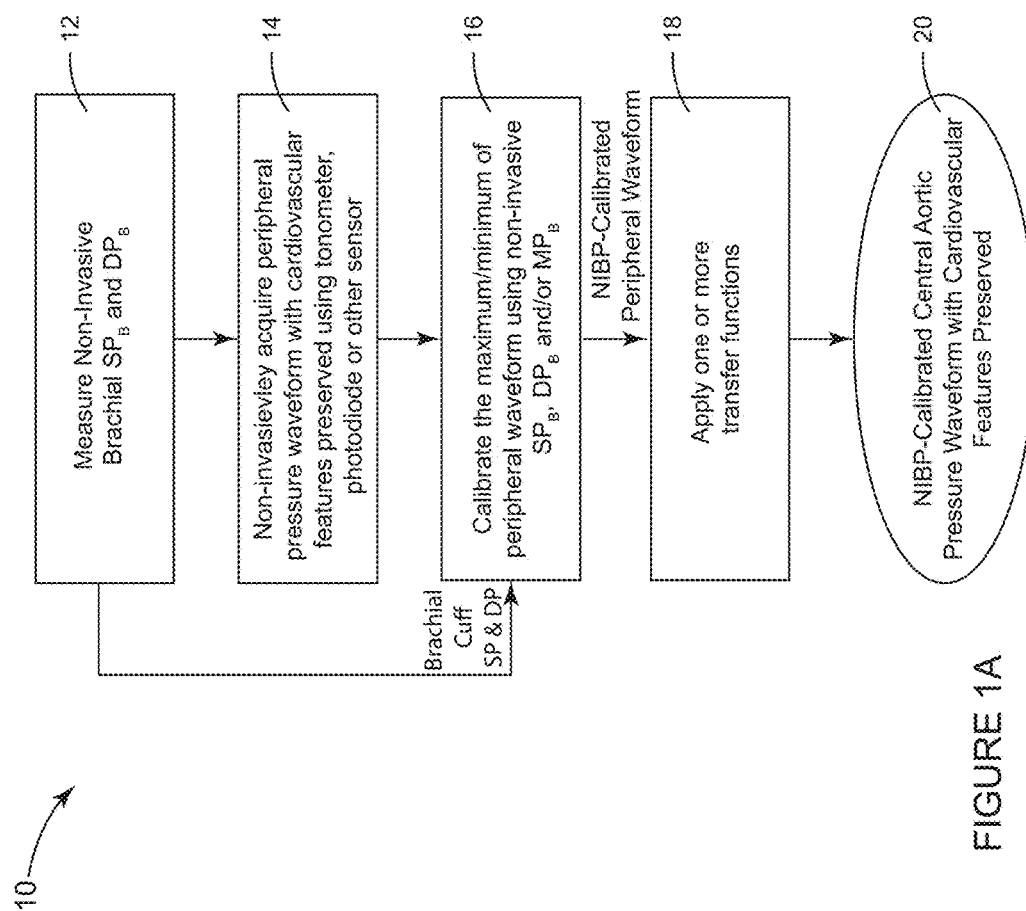 10
12
Measure Non-Invasive
Brachial SP_B and DP_B
14
Non-invasievley acquire peripheral
pressure waveform with cardiovascular
features preserved using tonometer,
photodiode or other sensor
Brachial
Cuff
SP & DP
16
Calibrate the maximum/minimum of
peripheral waveform using non-invasive
SP_B, DP_B and/or MP_B
NIBP-Calibrated
Peripheral Waveform
18
Apply one or more
transfer functions
20
NIBP-Calibrated Central Aortic
Pressure Waveform with Cardiovascular
Features Preserved
FIGURE 1A